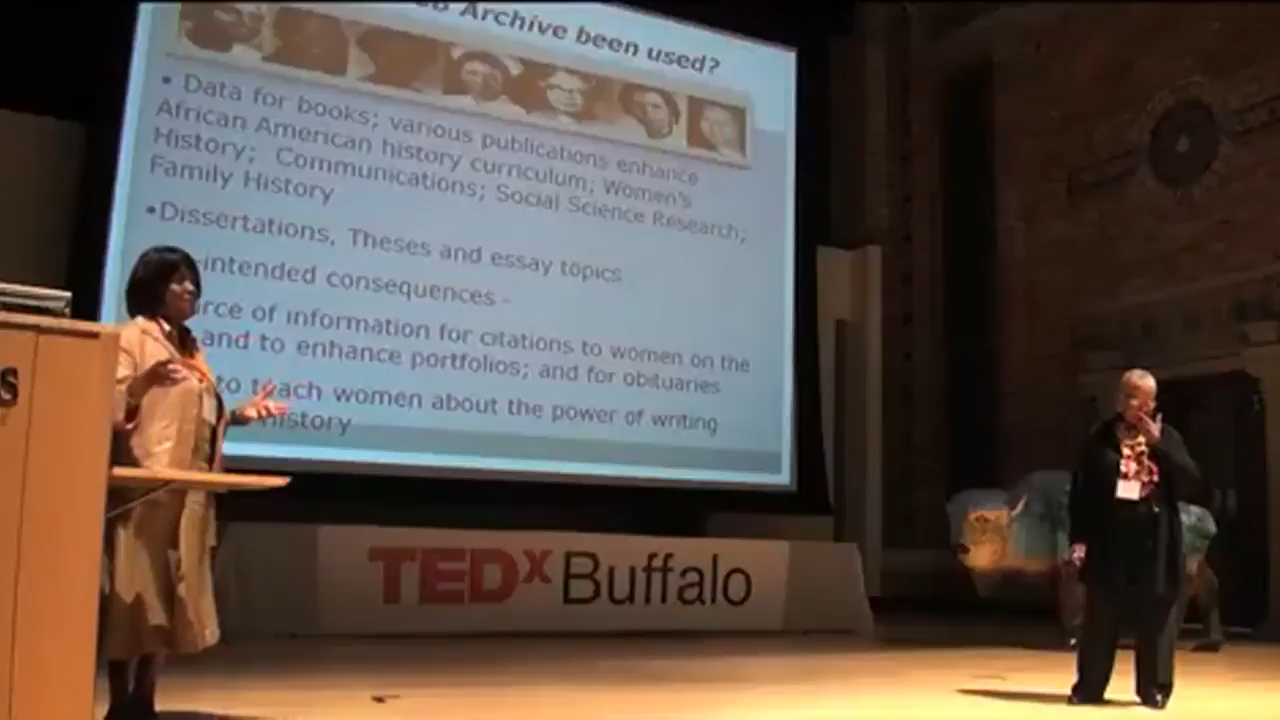 Archive been used?
• Data for books; various publications enhance
African American history curriculum; Women's
History; Communications; Social Science Research;
Family History
•Dissertations, Theses and essay topics
-intended consequences -
rce of information for citations to women on the
and to enhance portfolios; and for obituaries
to teach women about the power of writing
history
TEDx Buffalo
S